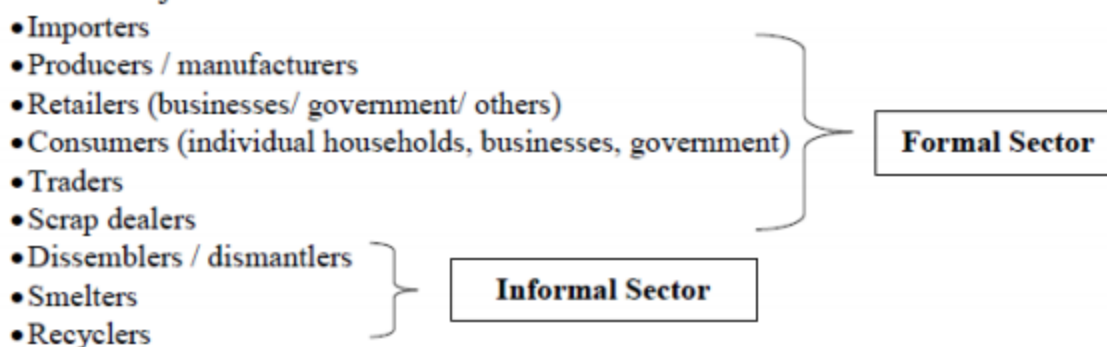 •Importers
•Producers / manufacturers
•Retailers (businesses/ government/ others)
•Consumers (individual households, businesses, government)
Formal Sector
•Traders
•Scrap dealers
•Dissemblers / dismantlers
•Smelters
Informal Sector
•Recyclers